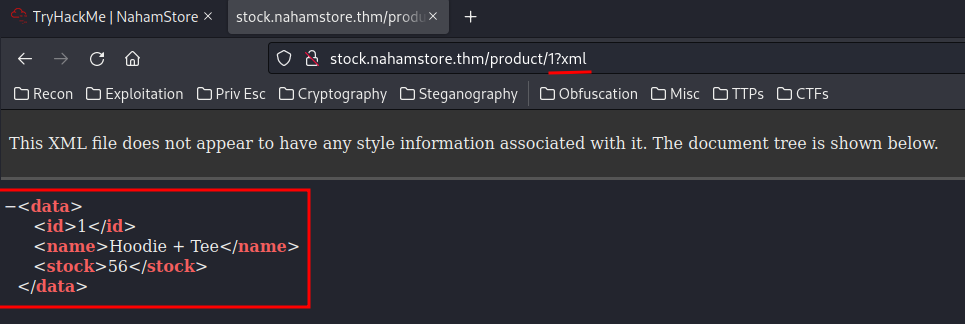 TryHackMe | NahamStore
stock.nahamstore.thm/produc
stock.nahamstore.thm/product/1?xml
Recon Exploitation Priv Esc Cryptography Steganography Obfuscation Misc TTPs CTFs
This XML file does not appear to have any style information associated with it. The document tree is shown below.
−<data>
<id>1</id>
<name>Hoodie + Tee</name>
<stock>56</stock>
</data>